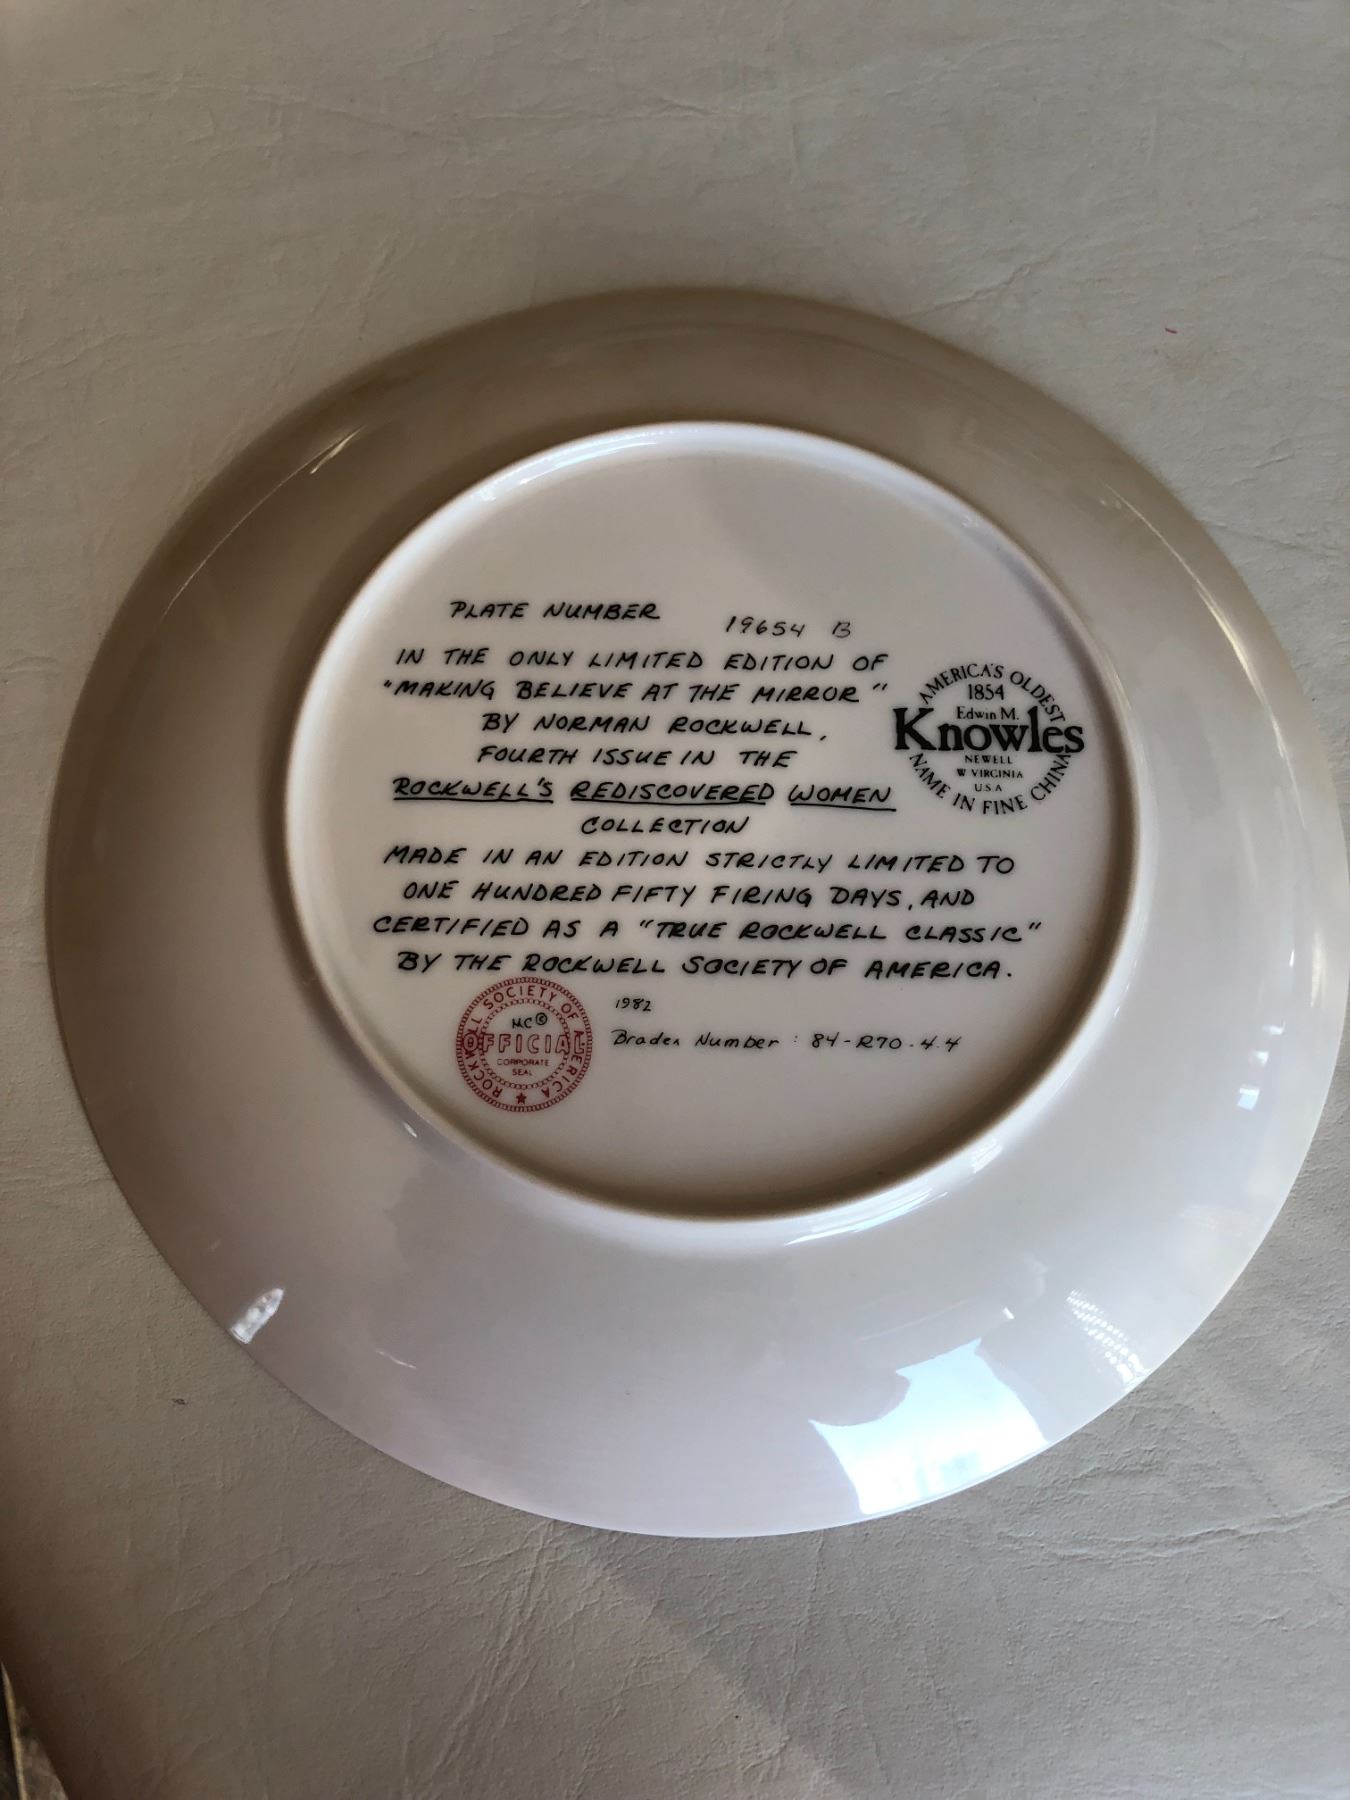 PLATE NUMBER 19654 B
IN THE ONLY LIMITED EDITION OF
"MAKING BELIEVE AT THE MIRROR"
BY NORMAN ROCKWELL,
FOURTH ISSUE IN THE
ROCKWELL'S REDISCOVERED WOMEN
COLLECTION
MADE IN AN EDITION STRICTLY LIMITED TO
ONE HUNDRED FIFTY FIRING DAYS, AND
CERTIFIED AS A "TRUE ROCKWELL CLASSIC"
BY THE ROCKWELL SOCIETY OF AMERICA.
1982
Bradex Number : 84-R70-4.4
AMERICA'S OLDEST
1854
Edwin M.
Knowles
NEWELL
W VIRGINIA
U.S.A
NAME IN FINE CHINA
ROCKWELL SOCIETY OF AMERICA
MC©
OFFICIAL
CORPORATE
SEAL